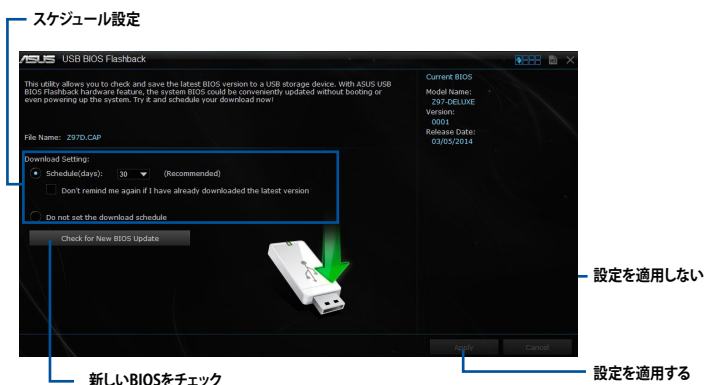 スケジュール設定
ASUS USB BIOS Flashback
This utility allows you to check and save the latest BIOS version to a USB storage device. With ASUS USB
BIOS Flashback hardware feature, the system BIOS could be conveniently updated without booting or
even powering up the system. Try it and schedule your download now!
File Name: Z97D.CAP
Current BIOS
Model Name:
Z97-DELUXE
Version:
0001
Release Date:
03/05/2014
Download Setting:
Schedule(days): 30 (Recommended)
Don't remind me again if I have already downloaded the latest version
Do not set the download schedule
Check for New BIOS Update
設定を適用しない
Apply Cancel
設定を適用する
新しいBIOSをチェック